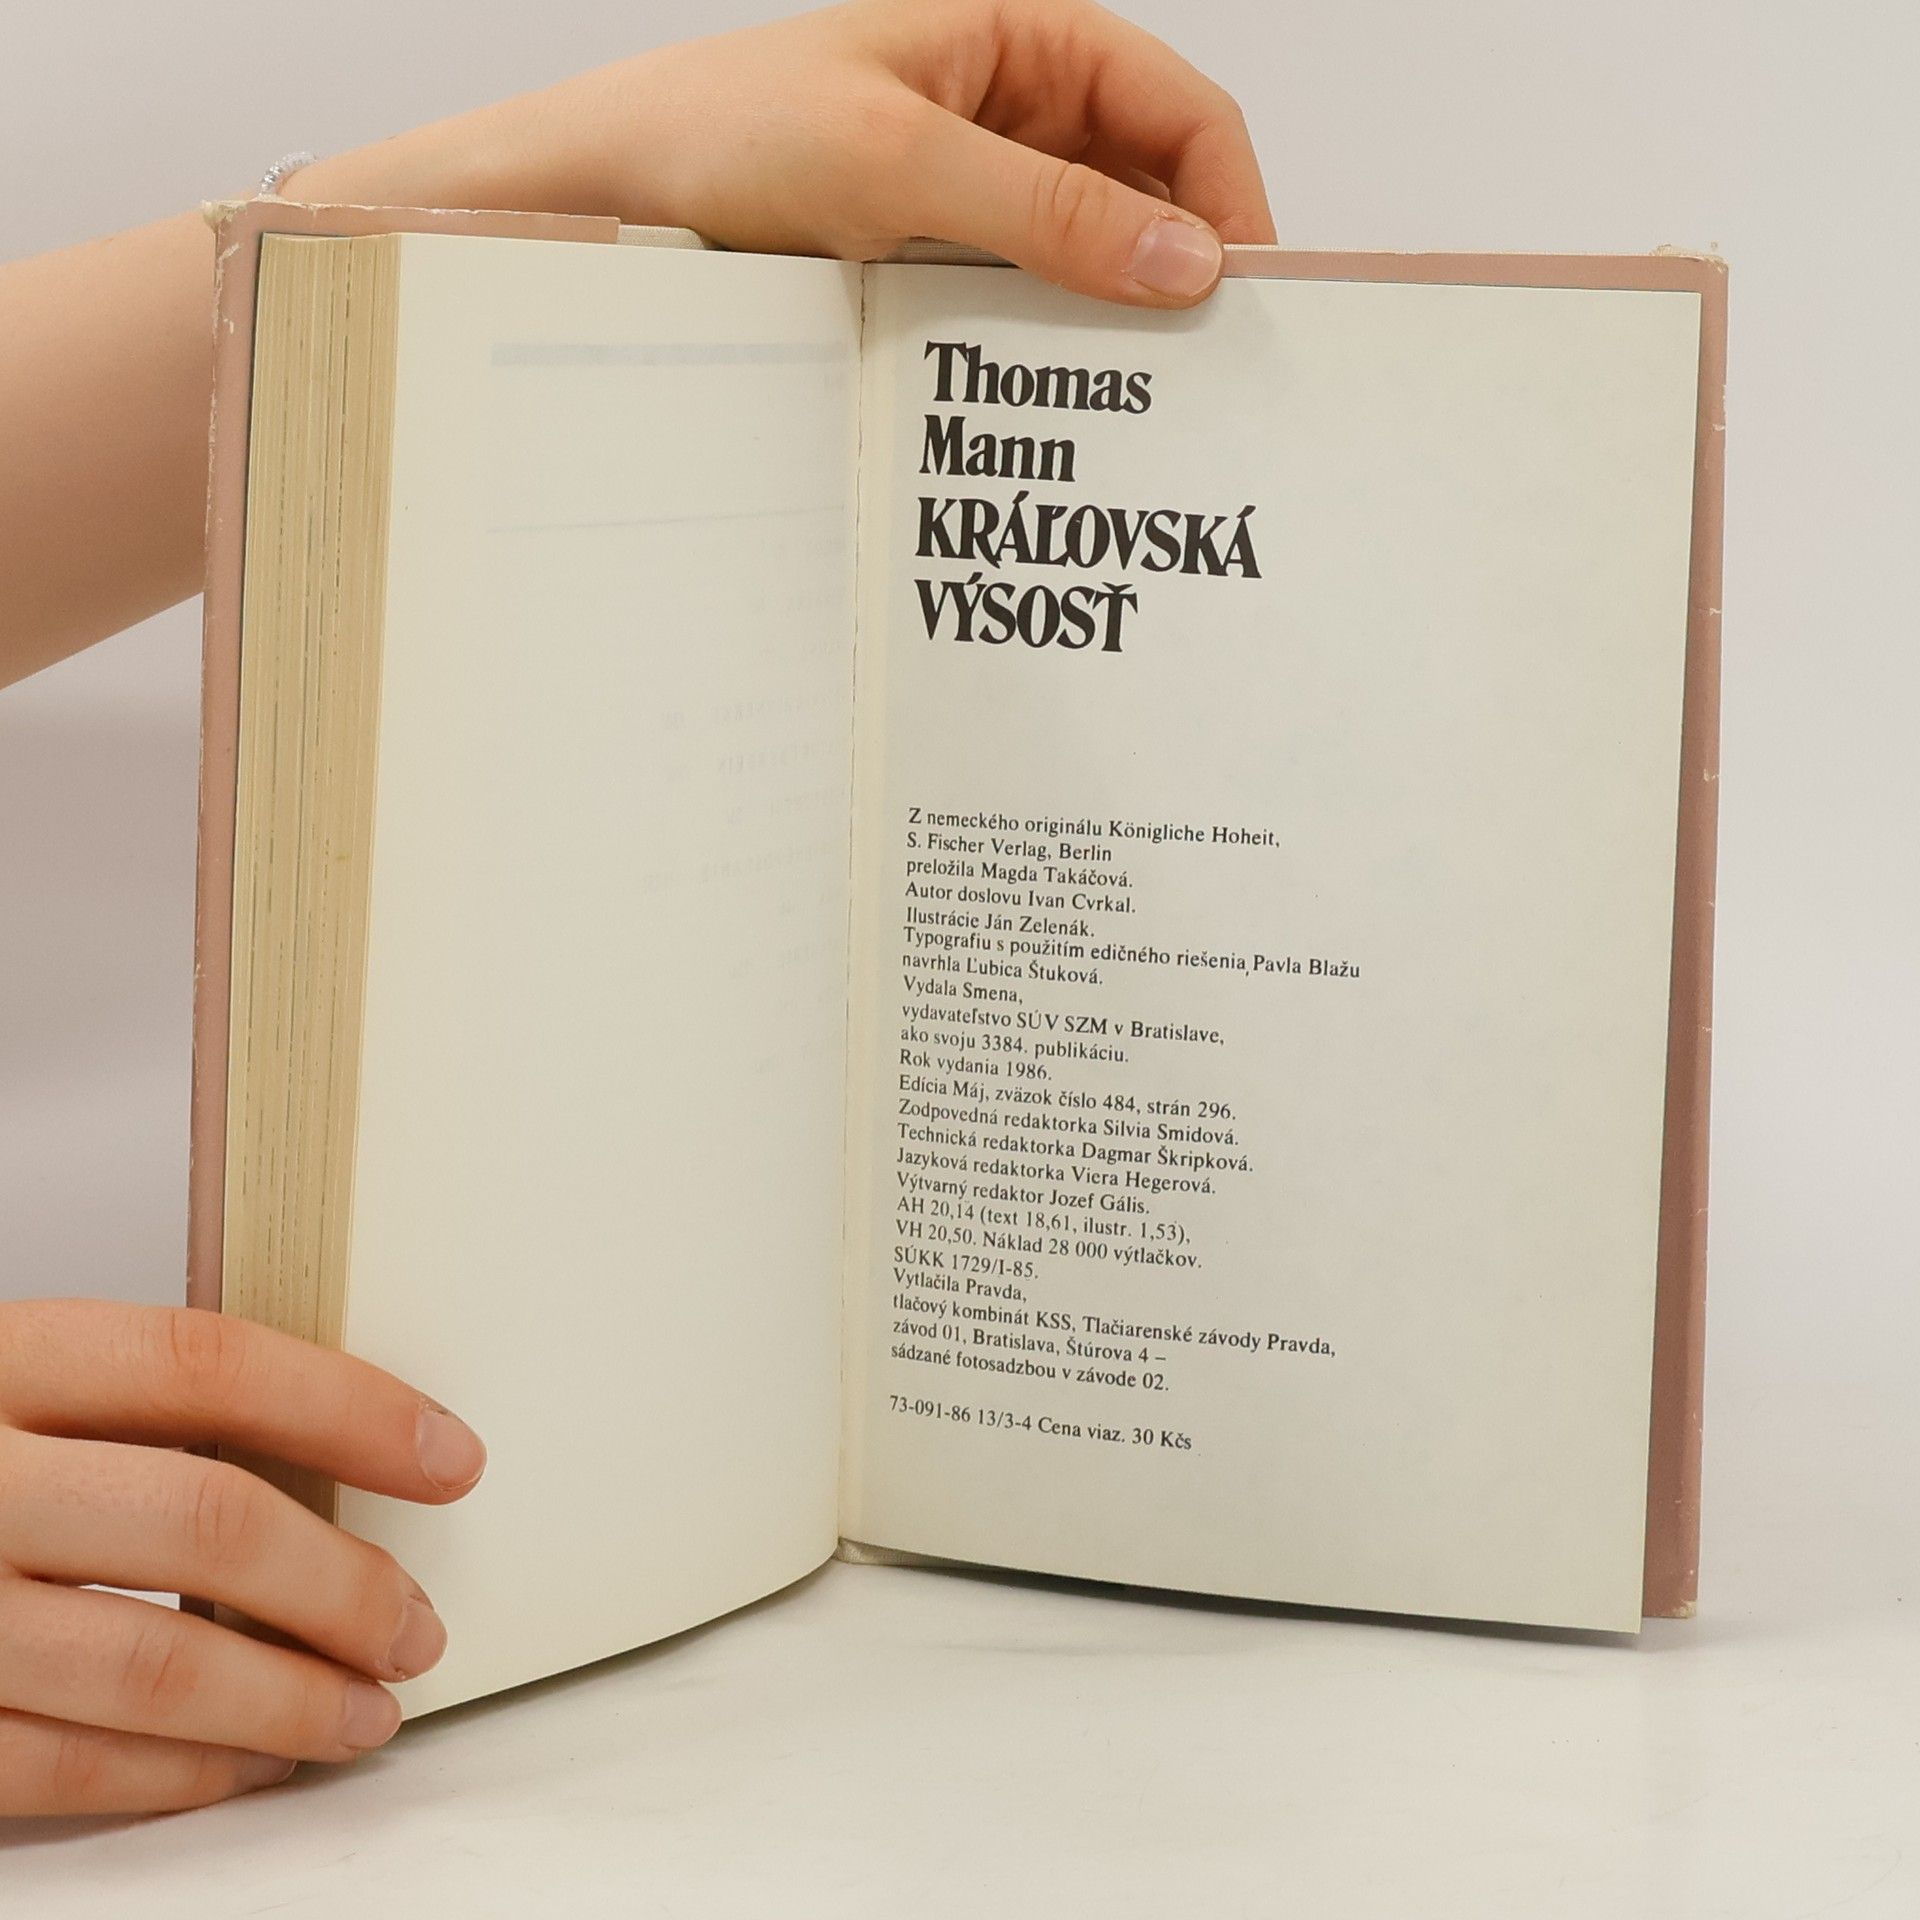 Thomas
Mann
KRÁĽOVSKÁ
VÝSOSŤ
Z nemeckého originálu Königliche Hoheit,
S. Fischer Verlag, Berlin
preložila Magda Takáčová.
Autor doslovu Ivan Cvrkal.
Ilustrácie Ján Zelenák.
Typografiu s použitím edičného riešenia Pavla Blažu
navrhla Ľubica Štuková.
Vydala Smena,
vydavateľstvo SÚV SZM v Bratislave,
ako svoju 3384. publikáciu.
Rok vydania 1986.
Edícia Máj, zväzok číslo 484, strán 296.
Zodpovedná redaktorka Silvia Smidová.
Technická redaktorka Dagmar Škripková.
Jazyková redaktorka Viera Hegerová.
Výtvarný redaktor Jozef Gális.
AH 20,14 (text 18,61, ilustr. 1,53),
VH 20,50. Náklad 28 000 výtlačkov.
SÚKK 1729/I-85.
Vytlačila Pravda,
tlačový kombinát KSS, Tlačiarenské závody Pravda,
závod 01, Bratislava, Štúrova 4 –
sádzané fotosadzbou v závode 02.
73-091-86 13/3-4 Cena viaz. 30 Kčs